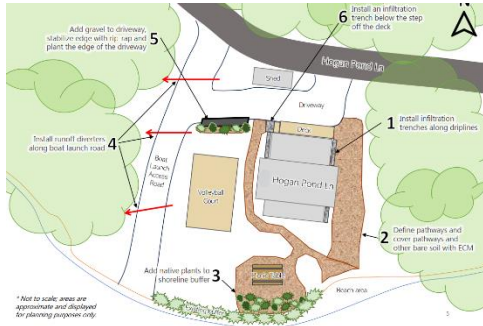 6 Install an infiltration
trench below the step
off the deck
N
Add gravel to driveway,
stabilize edge with rip rap and
plant the edge of the driveway
5
Hogan Pond Ln
Shed
Driveway
Deck
1
Install infiltration
trenches along driplines
Install runoff diverters
along boat launch road
4
Boat
Launch
Access
Road
Volleyball
Court
Hogan Pond Ln
2
Define pathways and
cover pathways and
other bare soil with ECM
Add native plants to
shoreline buffer
3
Beach area
* Not to scale; areas are
approximate and displayed
for planning purposes only.